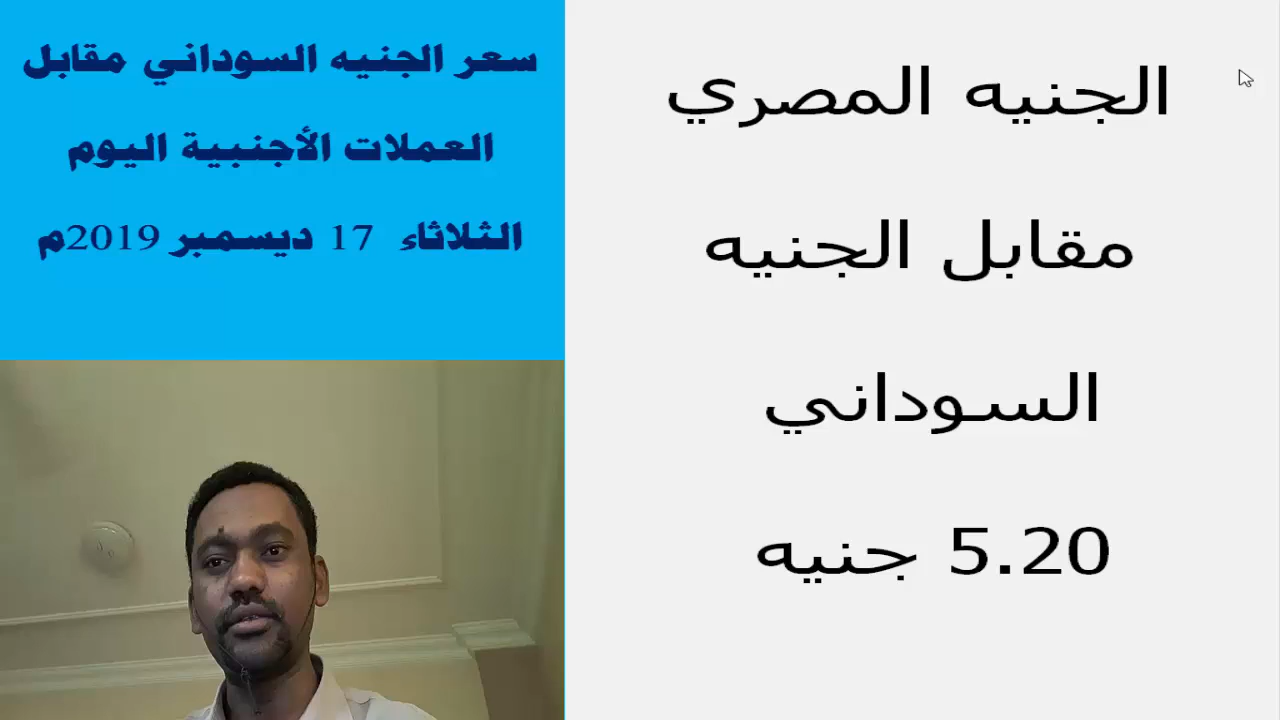 سعر الجنيه السوداني مقابل
العملات الأجنبية اليوم
الثلاثاء 17 ديسمبر 2019م
الجنيه المصري
مقابل الجنيه
السوداني
5.20 جنيه